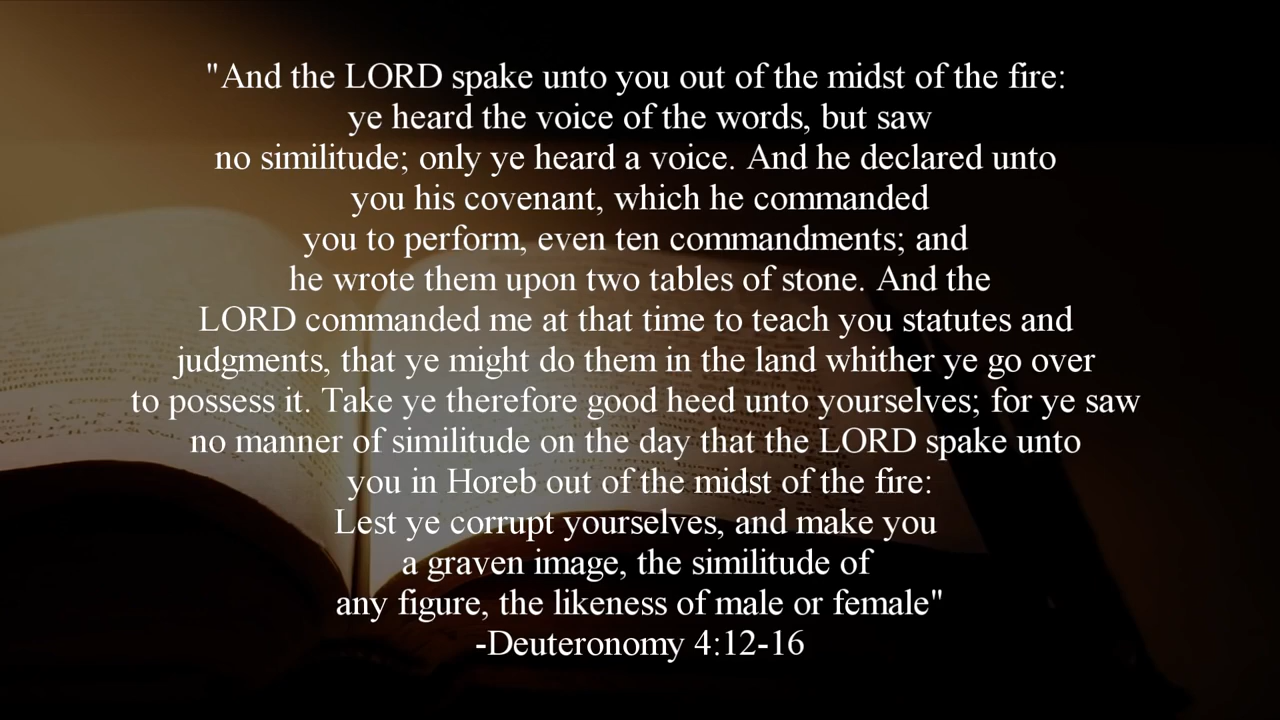 "And the LORD spake unto you out of the midst of the fire:
ye heard the voice of the words, but saw
no similitude; only ye heard a voice. And he declared unto
you his covenant, which he commanded
you to perform, even ten commandments; and
he wrote them upon two tables of stone. And the
LORD commanded me at that time to teach you statutes and
judgments, that ye might do them in the land whither ye go over
to possess it. Take ye therefore good heed unto yourselves; for ye saw
no manner of similitude on the day that the LORD spake unto
you in Horeb out of the midst of the fire:
Lest ye corrupt yourselves, and make you
a graven image, the similitude of
any figure, the likeness of male or female"
-Deuteronomy 4:12-16